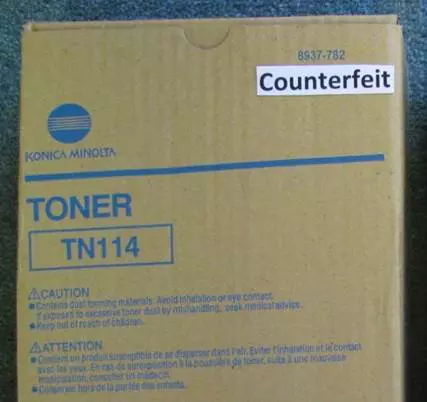 8937-782
Counterfeit
KONICA MINOLTA
TONER
TN114
⚠CAUTION
●Contains dust forming materials. Avoid inhalation or eye contact.
If exposed to excessive toner dust by mishandling, seek medical advice.
●Keep out of reach of children.
⚠ATTENTION
●Contient un produit susceptible de se disperser dans l'air. Eviter l'inhalation et le contact
avec les yeux. En cas de surexposition à la poussière de toner, suite à une mauvaise
manipulation, consulter un médecin.
●Conserver hors de la portée des enfants.